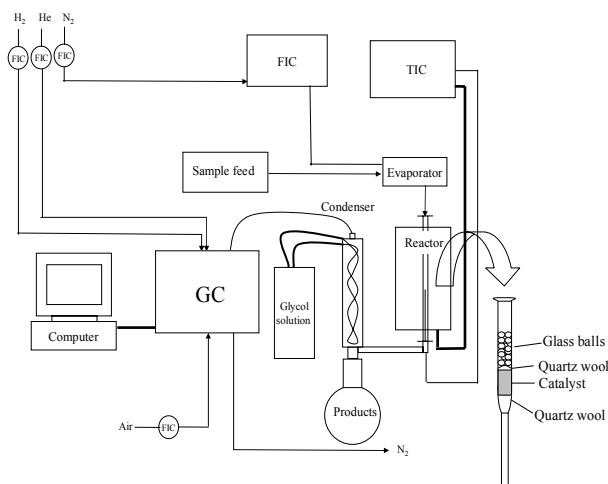 H2 He N2
FIC FIC FIC
FIC
TIC
Sample feed
Evaporator
Condenser
Reactor
GC
Glycol
solution
Computer
Glass balls
Quartz wool
Catalyst
Products
Quartz wool
Air FIC
N2